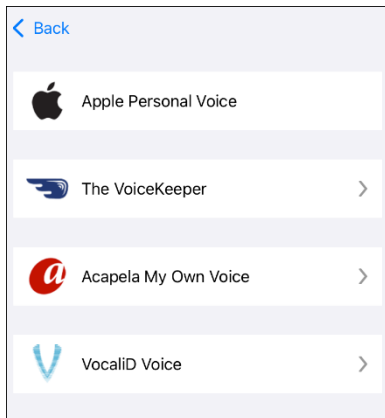 Back
Apple Personal Voice
The VoiceKeeper
Acapela My Own Voice
VocaliD Voice